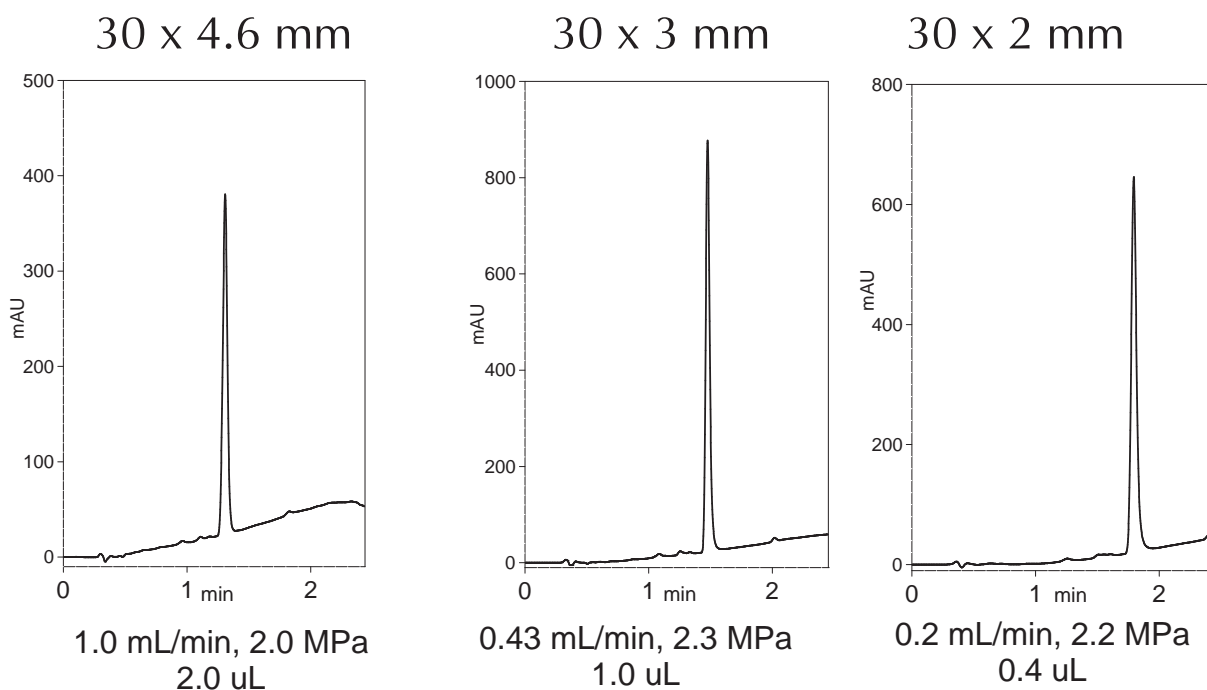 30 x 4.6 mm
500
400
300
200
100
0
mAU
0 1 min 2
1.0 mL/min, 2.0 MPa
2.0 uL
30 x 3 mm
1000
800
600
400
200
0
mAU
0 1 min 2
0.43 mL/min, 2.3 MPa
1.0 uL
30 x 2 mm
800
600
400
200
0
mAU
0 1 min 2
0.2 mL/min, 2.2 MPa
0.4 uL